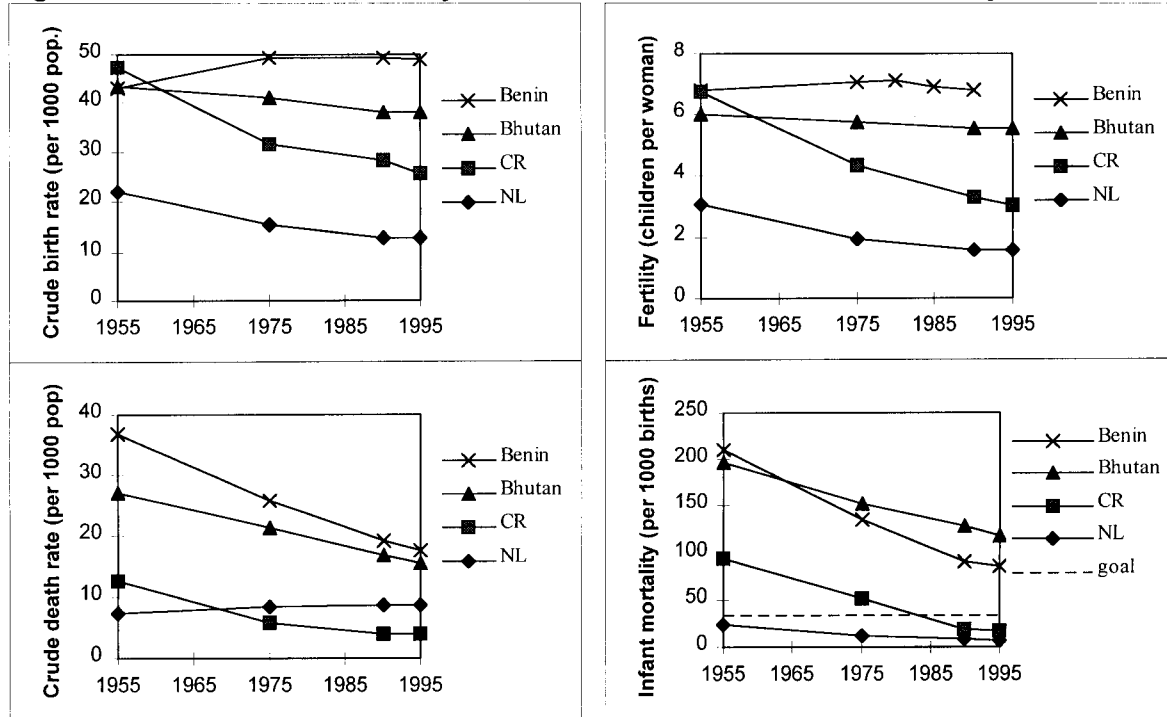 Crude birth rate (per 1000 pop.)
50
40
30
20
10
0
1955 1965 1975 1985 1995
Benin
Bhutan
CR
NL
Fertility (children per woman)
8
6
4
2
0
1955 1965 1975 1985 1995
Benin
Bhutan
CR
NL
Crude death rate (per 1000 pop)
40
30
20
10
0
1955 1965 1975 1985 1995
Benin
Bhutan
CR
NL
Infant mortality (per 1000 births)
250
200
150
100
50
0
1955 1965 1975 1985 1995
Benin
Bhutan
CR
NL
goal